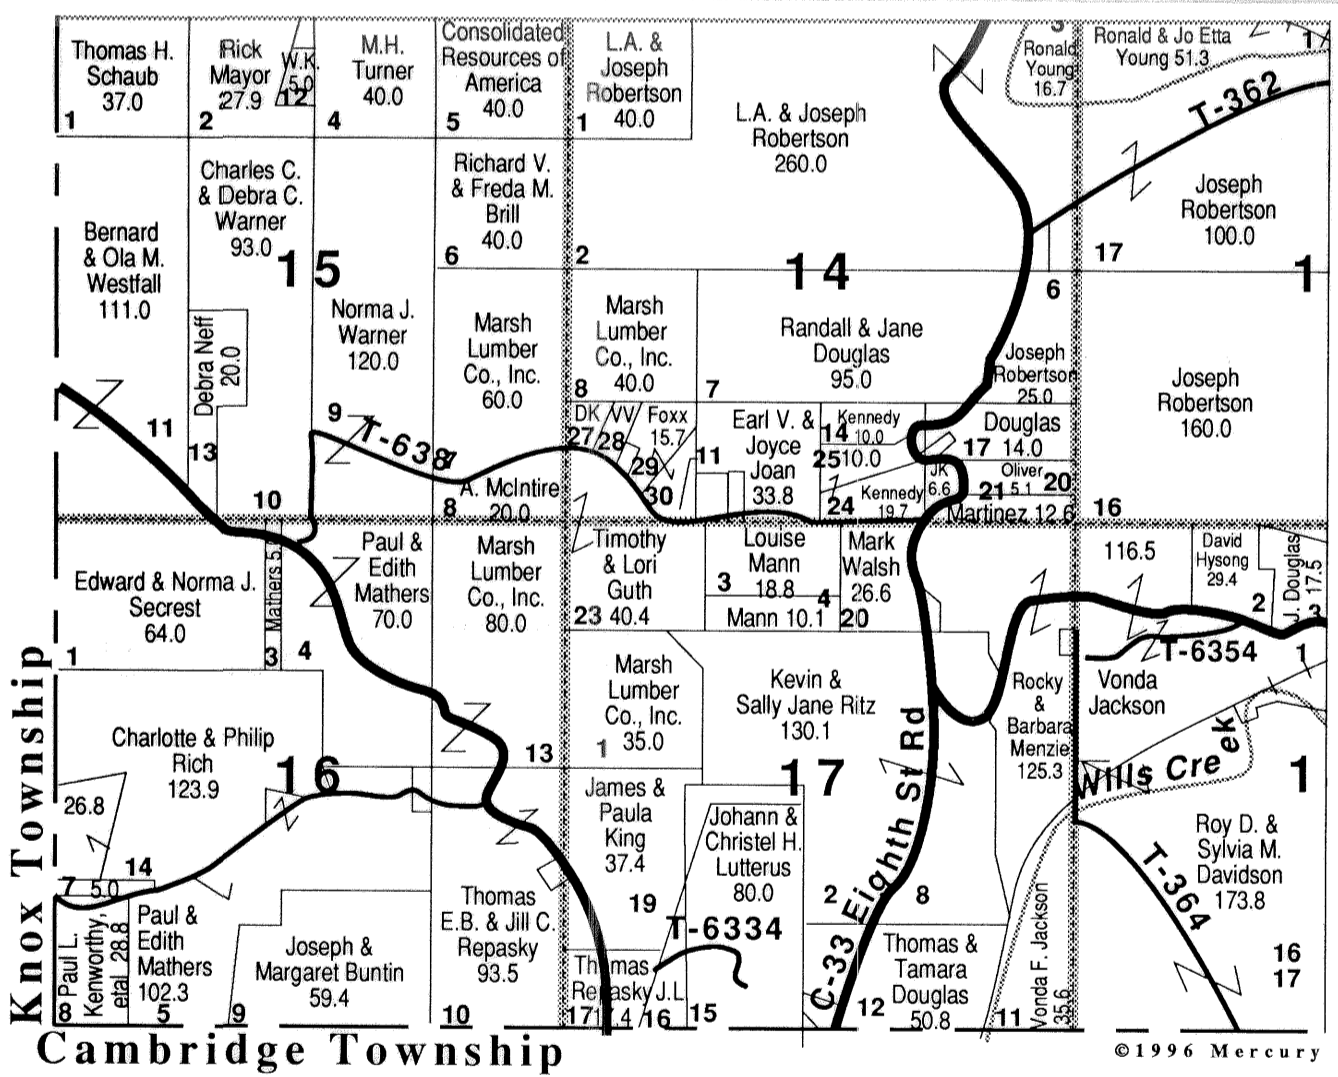 Thomas H.
Schaub
37.0
1
Rick
Mayor
27.9
2
W.K.
5.0
12
M.H.
Turner
40.0
4
Consolidated
Resources of
America
40.0
5
L.A. &
Joseph
Robertson
40.0
1
L.A. & Joseph
Robertson
260.0
Ronald
Young
16.7
Ronald & Jo Etta
Young 51.3
T-362
Joseph
Robertson
100.0
17
1
Bernard
& Ola M.
Westfall
111.0
11
Charles C.
& Debra C.
Warner
93.0
15
Debra Neff
20.0
13
10
Norma J.
Warner
120.0
9
T-638
Richard V.
& Freda M.
Brill
40.0
6
Marsh
Lumber
Co., Inc.
60.0
7
A. McIntire
8
20.0
2
14
6
Marsh
Lumber
Co., Inc.
40.0
8
Randall & Jane
Douglas
95.0
7
Joseph
Robertson
25.0
Joseph
Robertson
160.0
16
DK
27
VV
28
Foxx
15.7
29
30
11
Earl V. &
Joyce
Joan
33.8
Kennedy
14 10.0
25 10.0
24
Kennedy
19.7
Douglas
17 14.0
JK
6.6
Oliver
21 5.1 20
Martinez 12.6
Edward & Norma J.
Secrest
64.0
1
Mathers 5.0
3
4
Paul &
Edith
Mathers
70.0
Marsh
Lumber
Co., Inc.
80.0
Timothy
& Lori
Guth
23 40.4
Louise
Mann
3 18.8
4
Mann 10.1
Mark
Walsh
26.6
20
116.5
David
Hysong
29.4
2
J. Douglas
17.5
3
T-6354
1
Vonda
Jackson
Charlotte & Philip
Rich
123.9
16
13
Marsh
Lumber
Co., Inc.
1 35.0
Kevin &
Sally Jane Ritz
130.1
17
Rocky
&
Barbara
Menzie
125.3
Wills Creek
1
26.8
7
5.0
14
James &
Paula
King
37.4
19
Johann &
Christel H.
Lutterus
80.0
T-6334
2
8
C-33 Eighth St Rd
T-364
Roy D. &
Sylvia M.
Davidson
173.8
16
17
Paul L.
Kenworthy,
etal 28.8
8
Paul &
Edith
Mathers
102.3
5
Joseph &
Margaret Buntin
59.4
9
Thomas
E.B. & Jill C.
Repasky
93.5
10
Thomas
Repasky J.L.
17
16
15
Thomas &
Tamara
Douglas
12 50.8
11
Vonda F. Jackson
35.6
Knox Township
Cambridge Township
©1996 Mercury